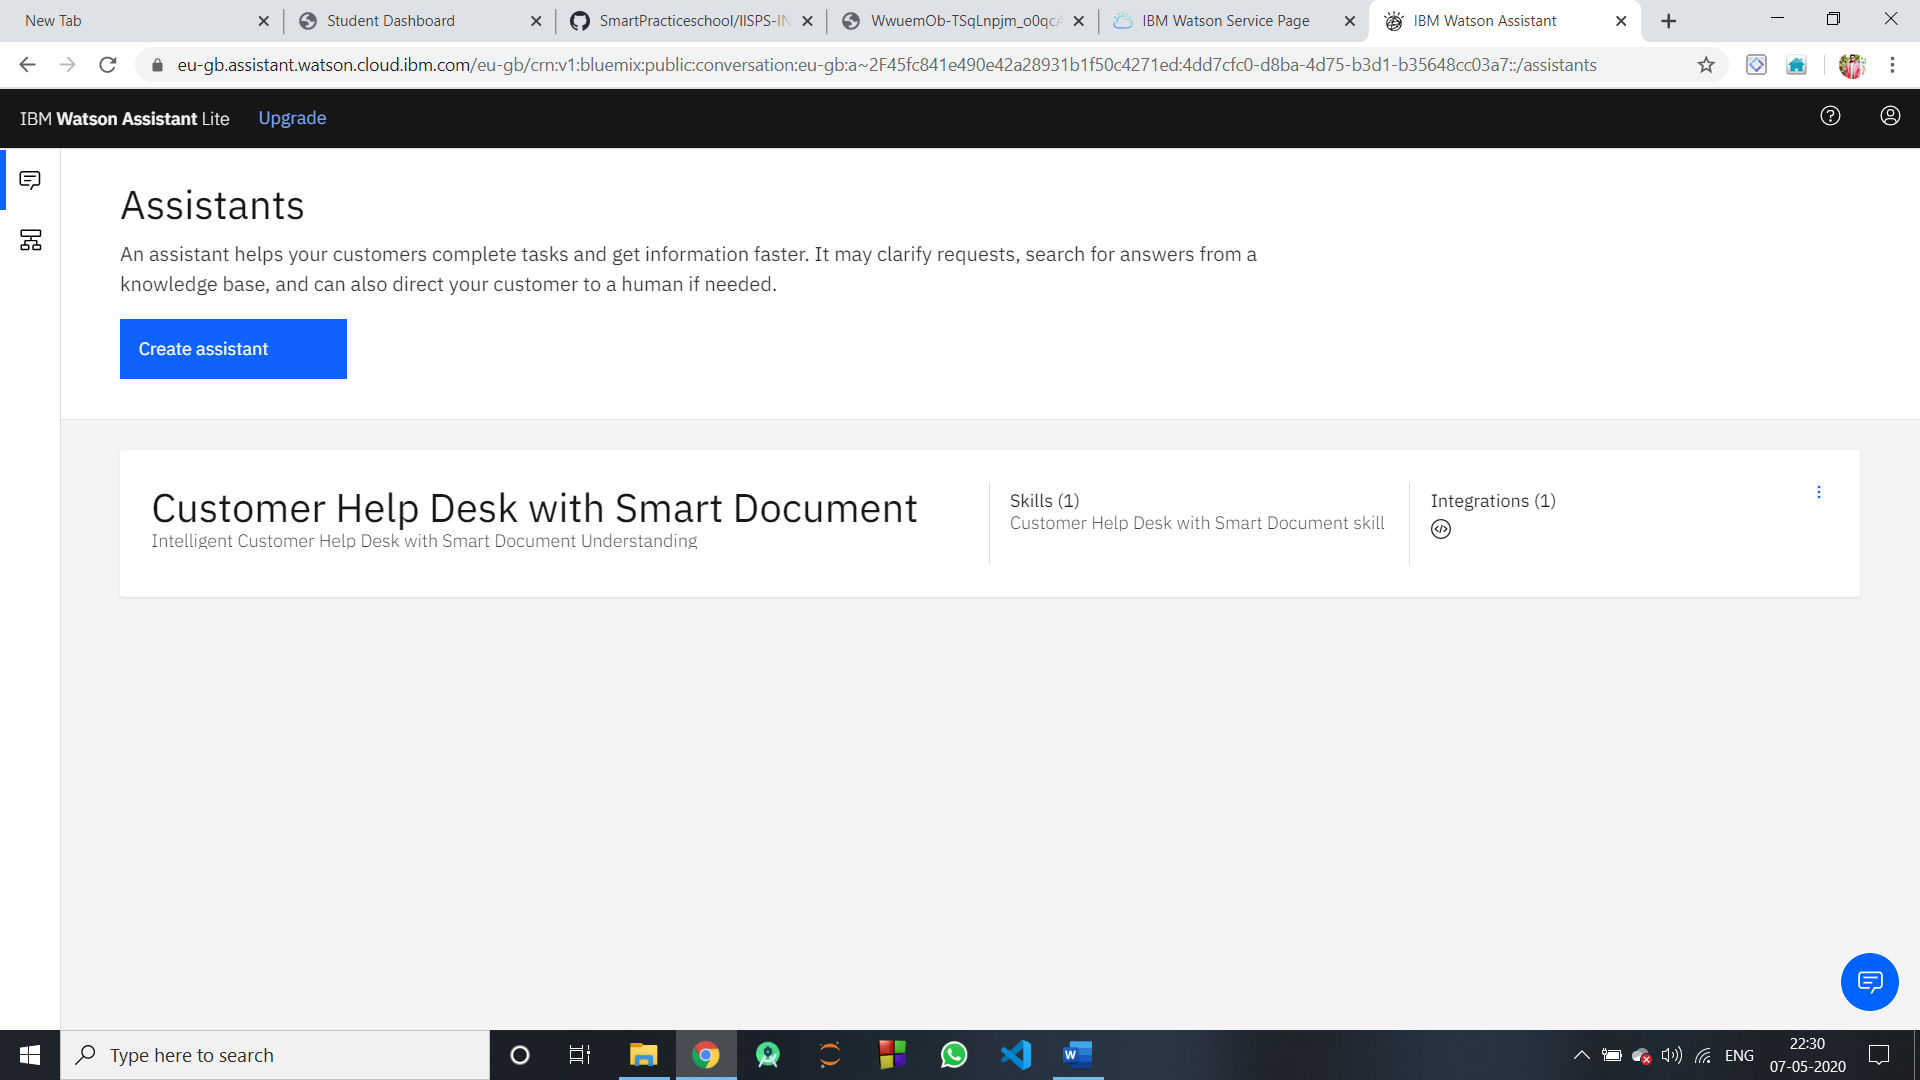 New Tab
Student Dashboard
SmartPracticeschool/IISPS-IN
WwuemOb-TSqLnpjm_o0qcA
IBM Watson Service Page
IBM Watson Assistant
eu-gb.assistant.watson.cloud.ibm.com/eu-gb/crn:v1:bluemix:public:conversation:eu-gb:a~2F45fc841e490e42a28931b1f50c4271ed:4dd7cfc0-d8ba-4d75-b3d1-b35648cc03a7::/assistants
IBM Watson Assistant Lite Upgrade
Assistants
An assistant helps your customers complete tasks and get information faster. It may clarify requests, search for answers from a
knowledge base, and can also direct your customer to a human if needed.
Create assistant
Customer Help Desk with Smart Document
Intelligent Customer Help Desk with Smart Document Understanding
Skills (1)
Customer Help Desk with Smart Document skill
Integrations (1)
Type here to search
ENG
22:30
07-05-2020